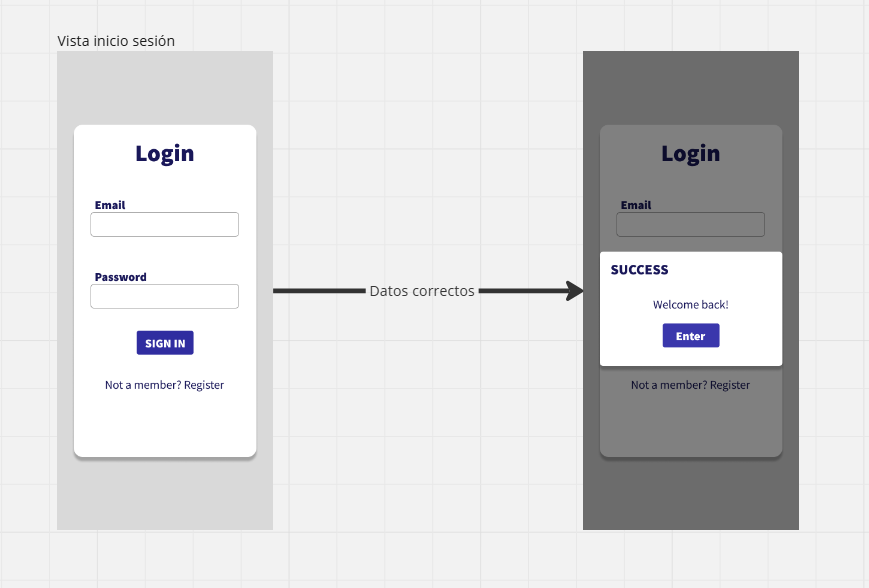 Vista inicio sesión
Login
Email
Password
SIGN IN
Not a member? Register
Datos correctos
Login
Email
SUCCESS
Welcome back!
Enter
Not a member? Register